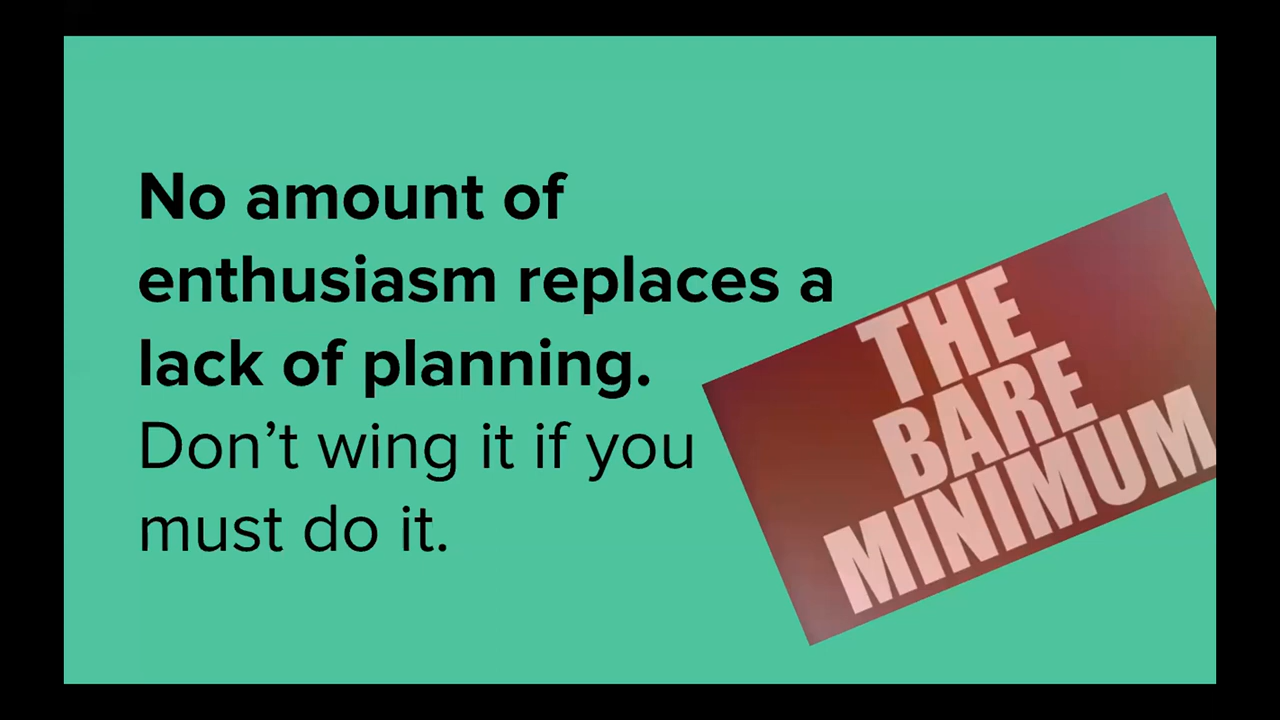 No amount of
enthusiasm replaces a
lack of planning.
Don’t wing it if you
must do it.
THE
BARE
MINIMUM